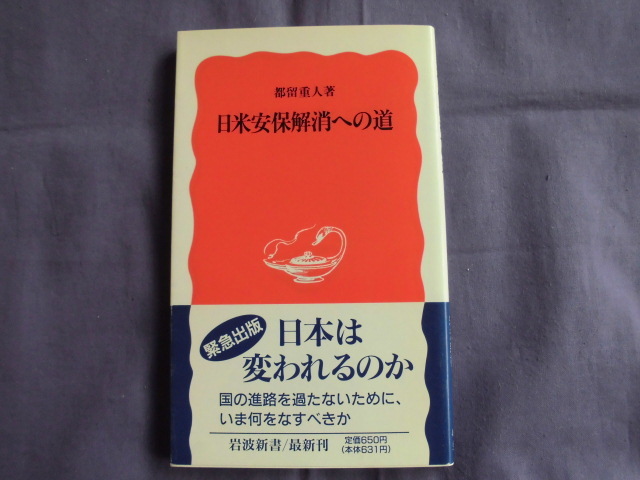 都留重人著
日米安保解消への道
緊急出版
日本は
変われるのか
国の進路を過たないために、
いま何をなすべきか
岩波新書/最新刊
定価650円
(本体631円)